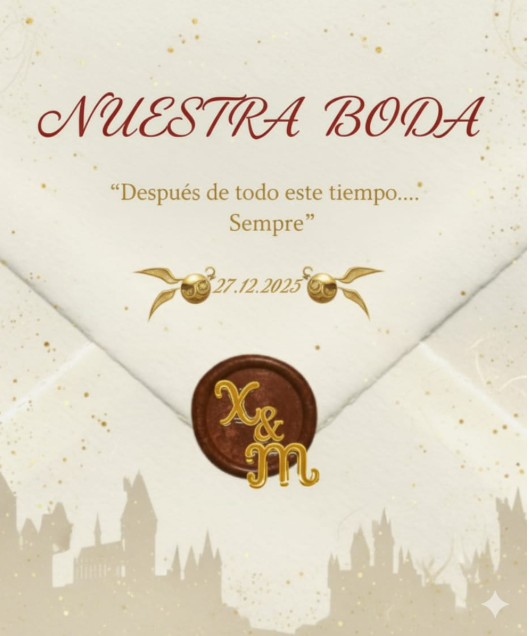 NUESTRA BODA
“Después de todo este tiempo....
Sempre”
27.12.2025
X
&
M